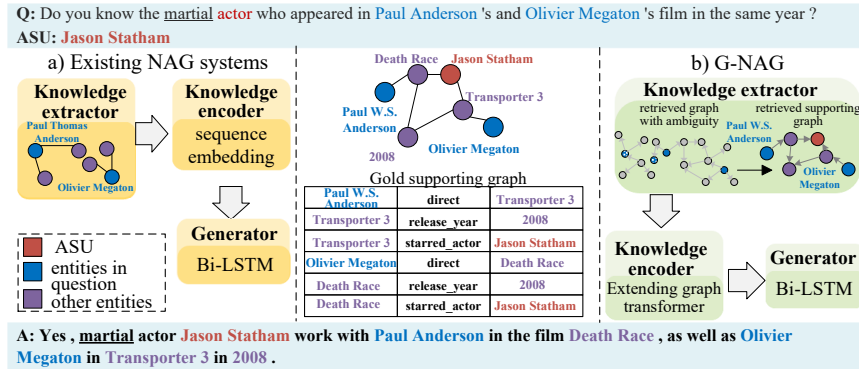 Q: Do you know the martial actor who appeared in Paul Anderson 's and Olivier Megaton 's film in the same year ?
ASU: Jason Statham
a) Existing NAG systems
Knowledge extractor
Paul Thomas Anderson
Olivier Megaton
Knowledge encoder
sequence embedding
Generator
Bi-LSTM
ASU
entities in question
other entities
Death Race
Jason Statham
Paul W.S. Anderson
Transporter 3
2008
Olivier Megaton
Gold supporting graph
Paul W.S. Anderson direct Transporter 3
Transporter 3 release_year 2008
Transporter 3 starred_actor Jason Statham
Olivier Megaton direct Death Race
Death Race release_year 2008
Death Race starred_actor Jason Statham
b) G-NAG
Knowledge extractor
retrieved graph with ambiguity
retrieved supporting graph
Paul W.S. Anderson
Olivier Megaton
Knowledge encoder
Extending graph transformer
Generator
Bi-LSTM
A: Yes , martial actor Jason Statham work with Paul Anderson in the film Death Race , as well as Olivier
Megaton in Transporter 3 in 2008 .